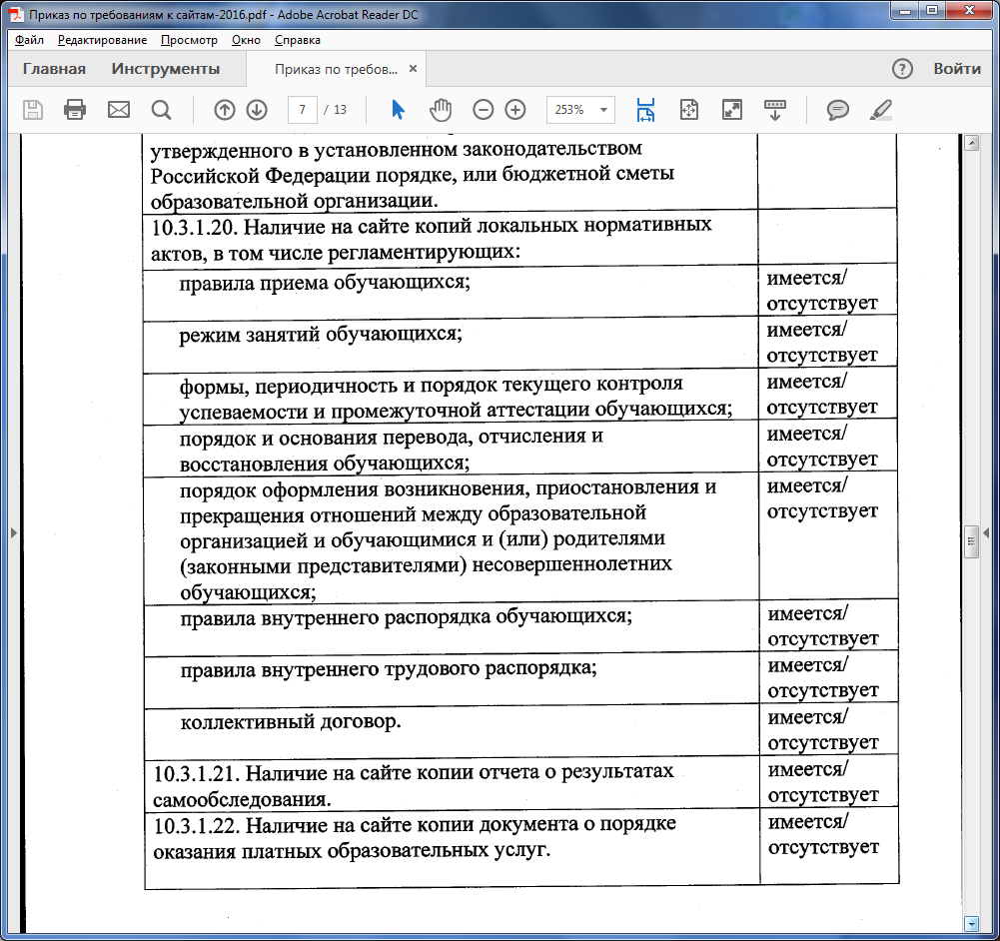 Приказ по требованиям к сайтам-2016.pdf - Adobe Acrobat Reader DC
Файл Редактирование Просмотр Окно Справка
Главная Инструменты Приказ по требов... × ? Войти
7 / 13 253%
утвержденного в установленном законодательством
Российской Федерации порядке, или бюджетной сметы
образовательной организации.
10.3.1.20. Наличие на сайте копий локальных нормативных
актов, в том числе регламентирующих:
правила приема обучающихся;
имеется/
отсутствует
режим занятий обучающихся;
имеется/
отсутствует
формы, периодичность и порядок текущего контроля
успеваемости и промежуточной аттестации обучающихся;
имеется/
отсутствует
порядок и основания перевода, отчисления и
восстановления обучающихся;
имеется/
отсутствует
порядок оформления возникновения, приостановления и
прекращения отношений между образовательной
организацией и обучающимися и (или) родителями
(законными представителями) несовершеннолетних
обучающихся;
имеется/
отсутствует
правила внутреннего распорядка обучающихся;
имеется/
отсутствует
правила внутреннего трудового распорядка;
имеется/
отсутствует
коллективный договор.
имеется/
отсутствует
10.3.1.21. Наличие на сайте копии отчета о результатах
самообследования.
имеется/
отсутствует
10.3.1.22. Наличие на сайте копии документа о порядке
оказания платных образовательных услуг.
имеется/
отсутствует